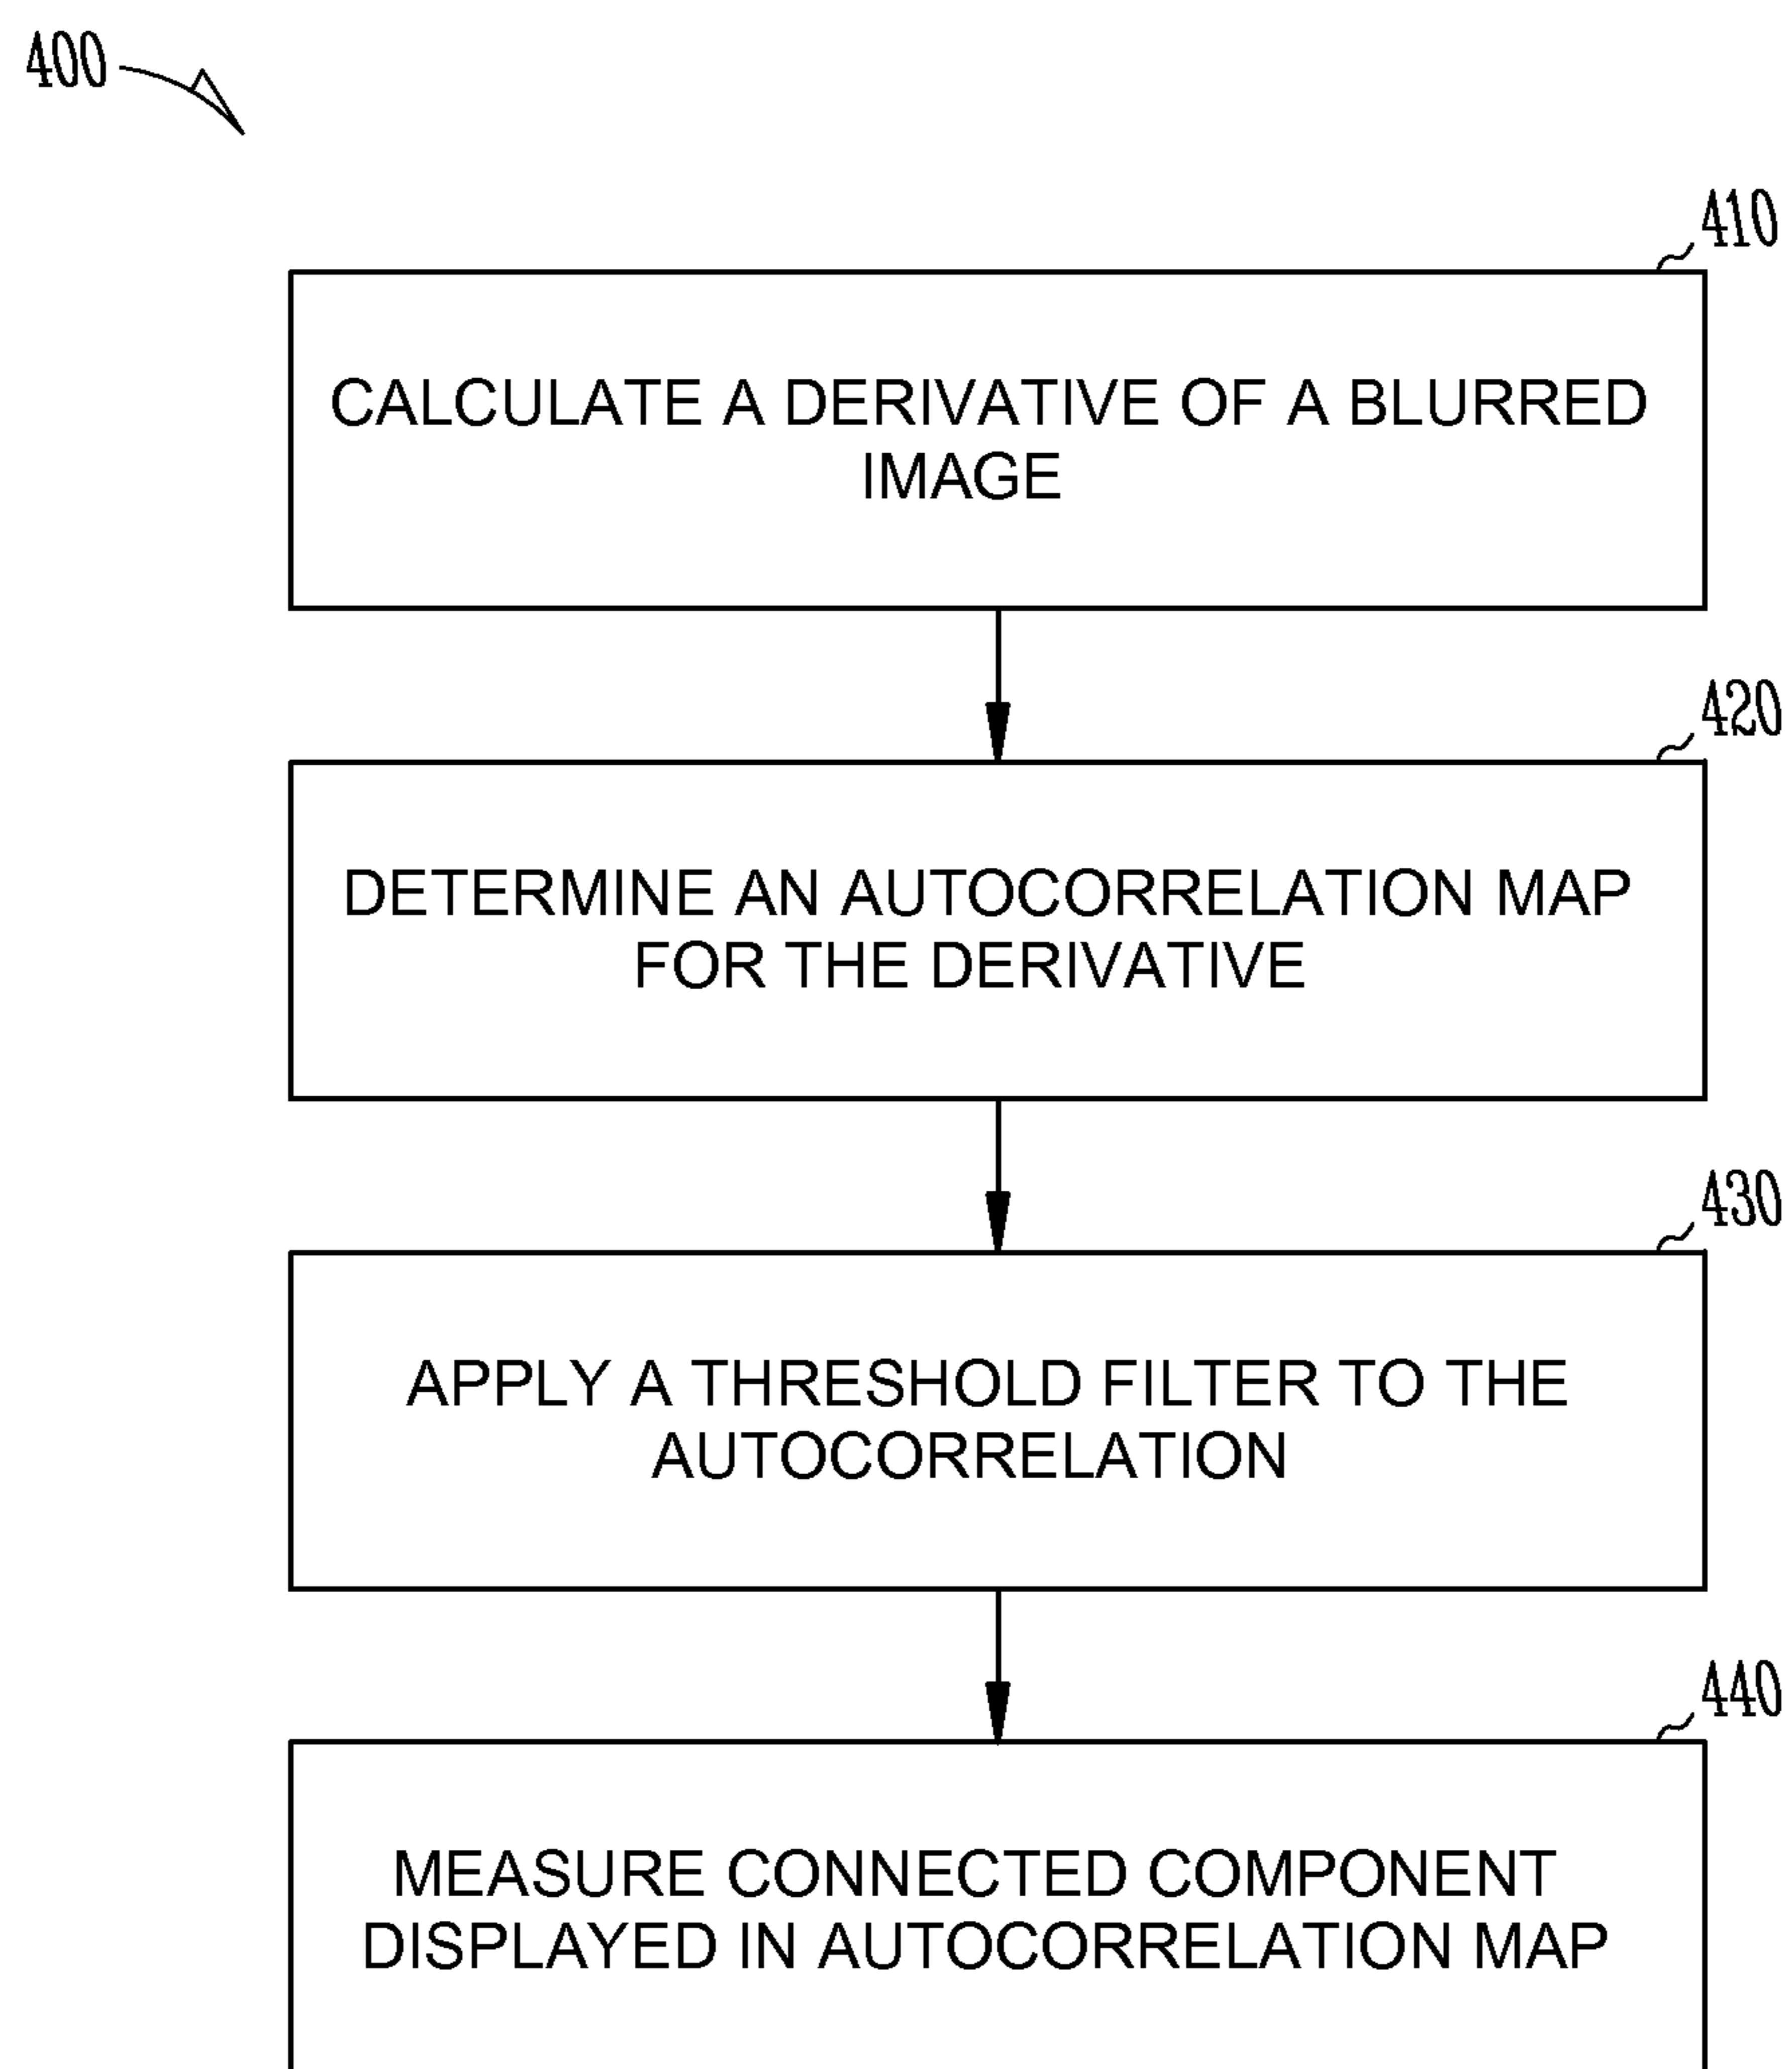 400
410
CALCULATE A DERIVATIVE OF A BLURRED
IMAGE
420
DETERMINE AN AUTOCORRELATION MAP
FOR THE DERIVATIVE
430
APPLY A THRESHOLD FILTER TO THE
AUTOCORRELATION
440
MEASURE CONNECTED COMPONENT
DISPLAYED IN AUTOCORRELATION MAP